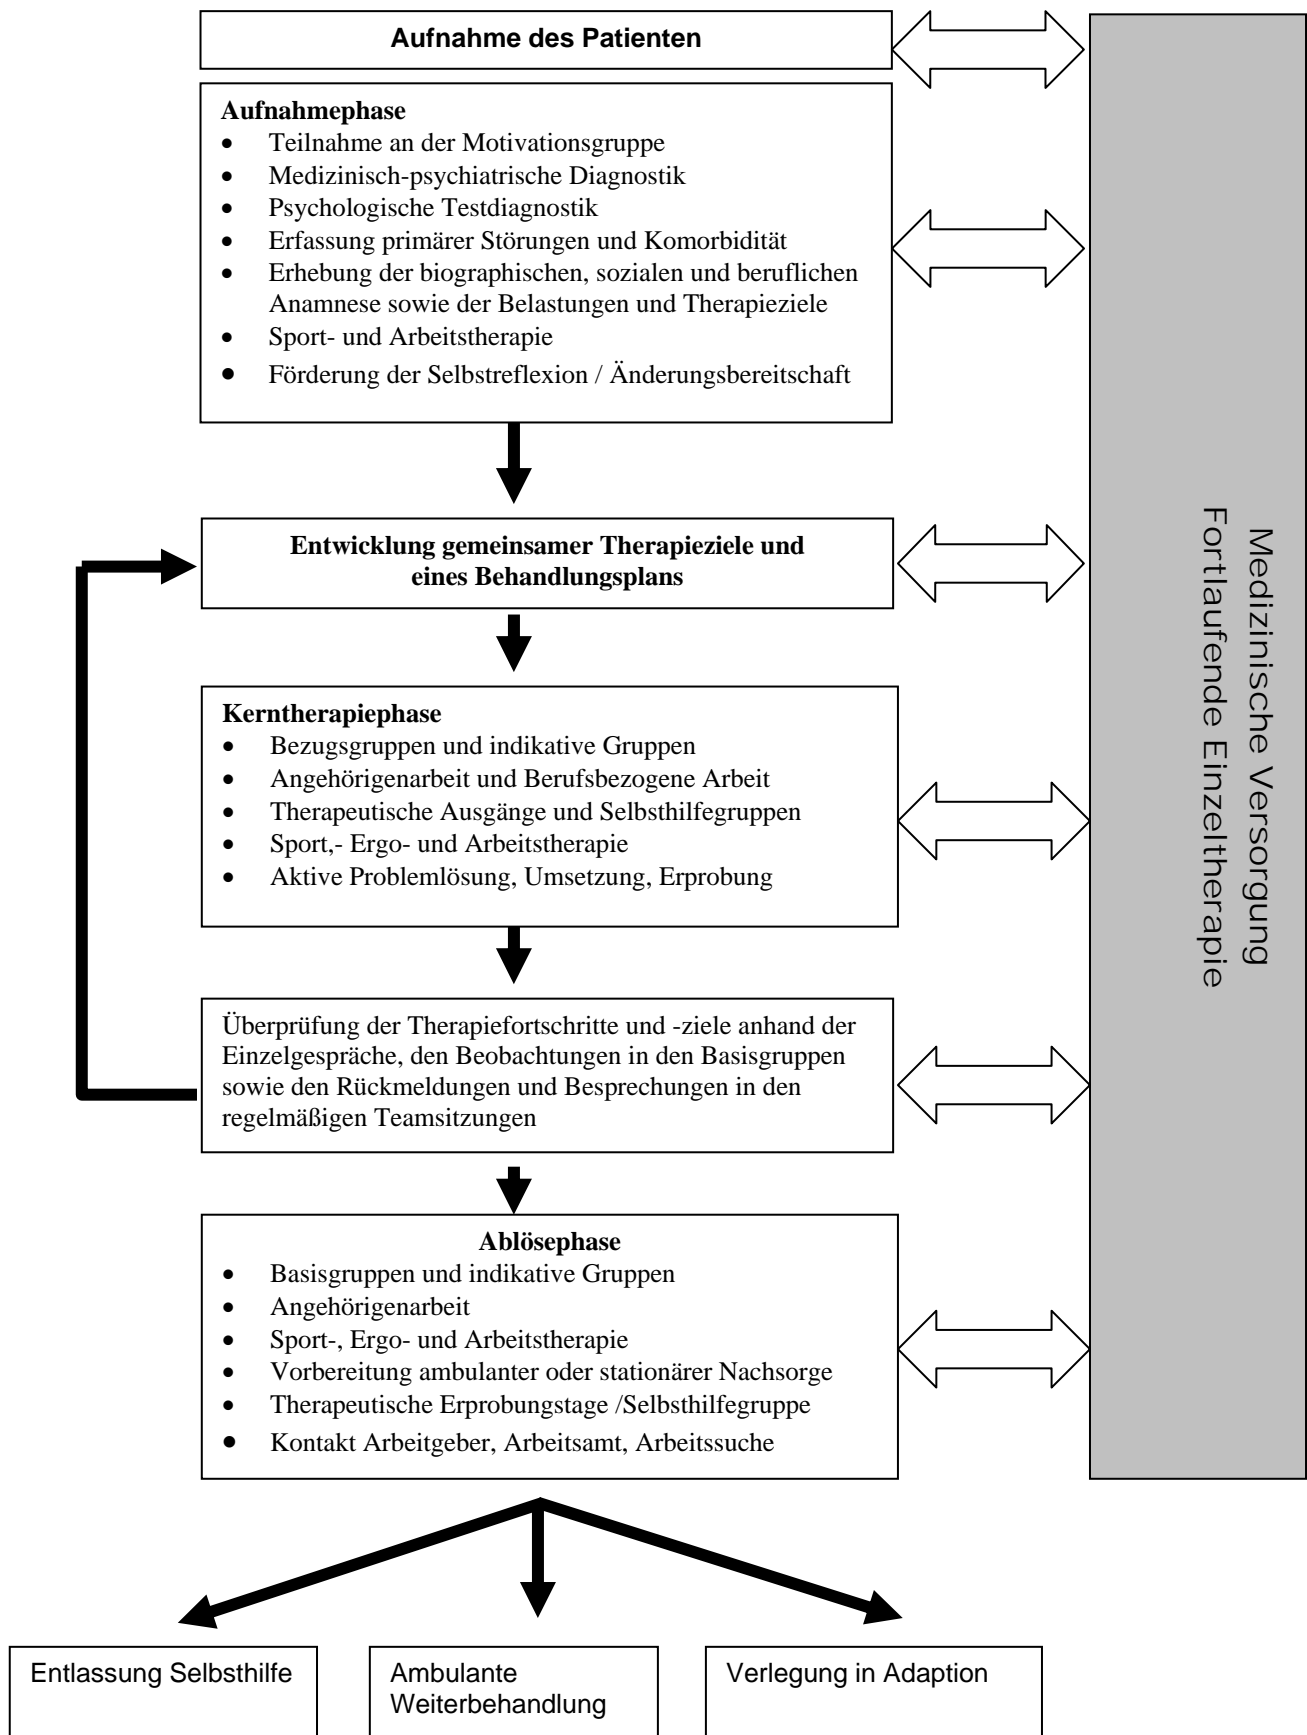 Aufnahme des Patienten
Aufnahmephase
• Teilnahme an der Motivationsgruppe
• Medizinisch-psychiatrische Diagnostik
• Psychologische Testdiagnostik
• Erfassung primärer Störungen und Komorbidität
• Erhebung der biographischen, sozialen und beruflichen
Anamnese sowie der Belastungen und Therapieziele
• Sport- und Arbeitstherapie
• Förderung der Selbstreflexion / Änderungsbereitschaft
Entwicklung gemeinsamer Therapieziele und
eines Behandlungsplans
Kerntherapiephase
• Bezugsgruppen und indikative Gruppen
• Angehörigenarbeit und Berufsbezogene Arbeit
• Therapeutische Ausgänge und Selbsthilfegruppen
• Sport,- Ergo- und Arbeitstherapie
• Aktive Problemlösung, Umsetzung, Erprobung
Überprüfung der Therapiefortschritte und -ziele anhand der
Einzelgespräche, den Beobachtungen in den Basisgruppen
sowie den Rückmeldungen und Besprechungen in den
regelmäßigen Teamsitzungen
Ablösephase
• Basisgruppen und indikative Gruppen
• Angehörigenarbeit
• Sport-, Ergo- und Arbeitstherapie
• Vorbereitung ambulanter oder stationärer Nachsorge
• Therapeutische Erprobungstage /Selbsthilfegruppe
• Kontakt Arbeitgeber, Arbeitsamt, Arbeitssuche
Entlassung Selbsthilfe
Ambulante
Weiterbehandlung
Verlegung in Adaption
Medizinische Versorgung
Fortlaufende Einzeltherapie